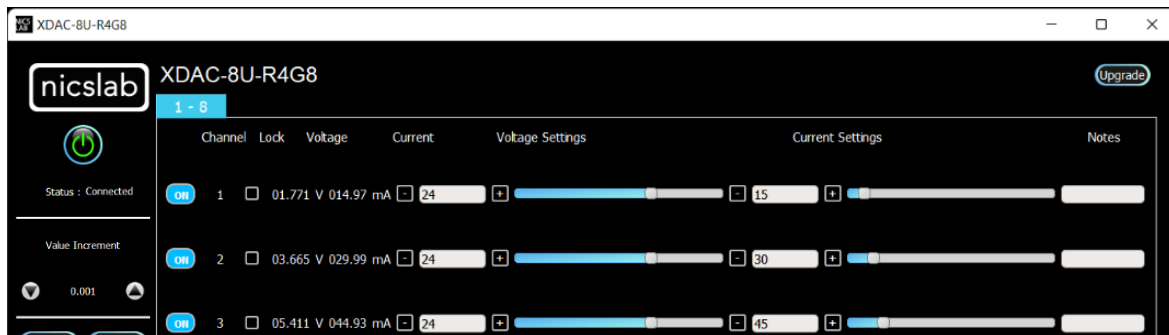 NICS LAB XDAC-8U-R4G8
nicslab XDAC-8U-R4G8 Upgrade
1 - 8
Channel Lock Voltage Current Voltage Settings Current Settings Notes
Status : Connected ON 1 01.771 V 014.97 mA - 24 + - 15 +
Value Increment
ON 2 03.665 V 029.99 mA - 24 + - 30 +
0.001
ON 3 05.411 V 044.93 mA - 24 + - 45 +